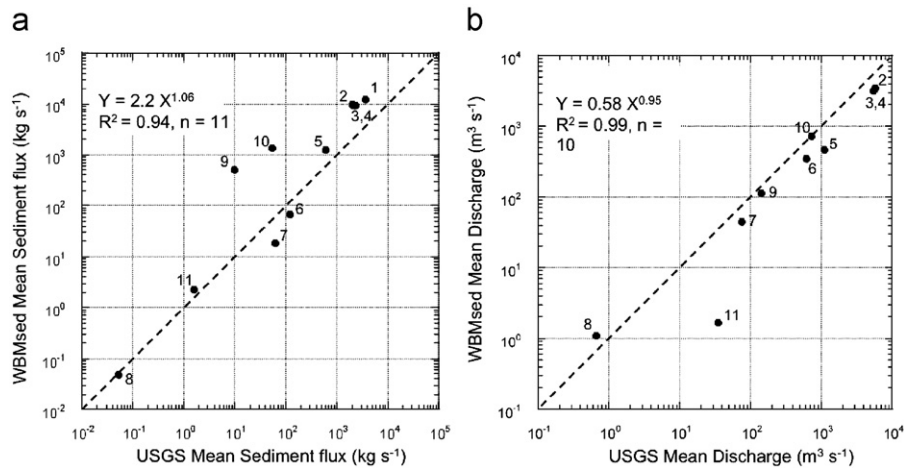 a
WBMsed Mean Sediment flux (kg s⁻¹)
10⁵
10⁴
10³
10²
10¹
10⁰
10⁻¹
10⁻²
Y = 2.2 X¹·⁰⁶
R² = 0.94, n = 11
1
2
3,4
5
10
9
6
7
11
8
10⁻² 10⁻¹ 10⁰ 10¹ 10² 10³ 10⁴ 10⁵
USGS Mean Sediment flux (kg s⁻¹)
b
WBMsed Mean Discharge (m³ s⁻¹)
10⁴
10³
10²
10¹
10⁰
10⁻¹
Y = 0.58 X⁰·⁹⁵
R² = 0.99, n =
10
2
3,4
10
5
6
9
7
11
8
10⁻¹ 10⁰ 10¹ 10² 10³ 10⁴
USGS Mean Discharge (m³ s⁻¹)